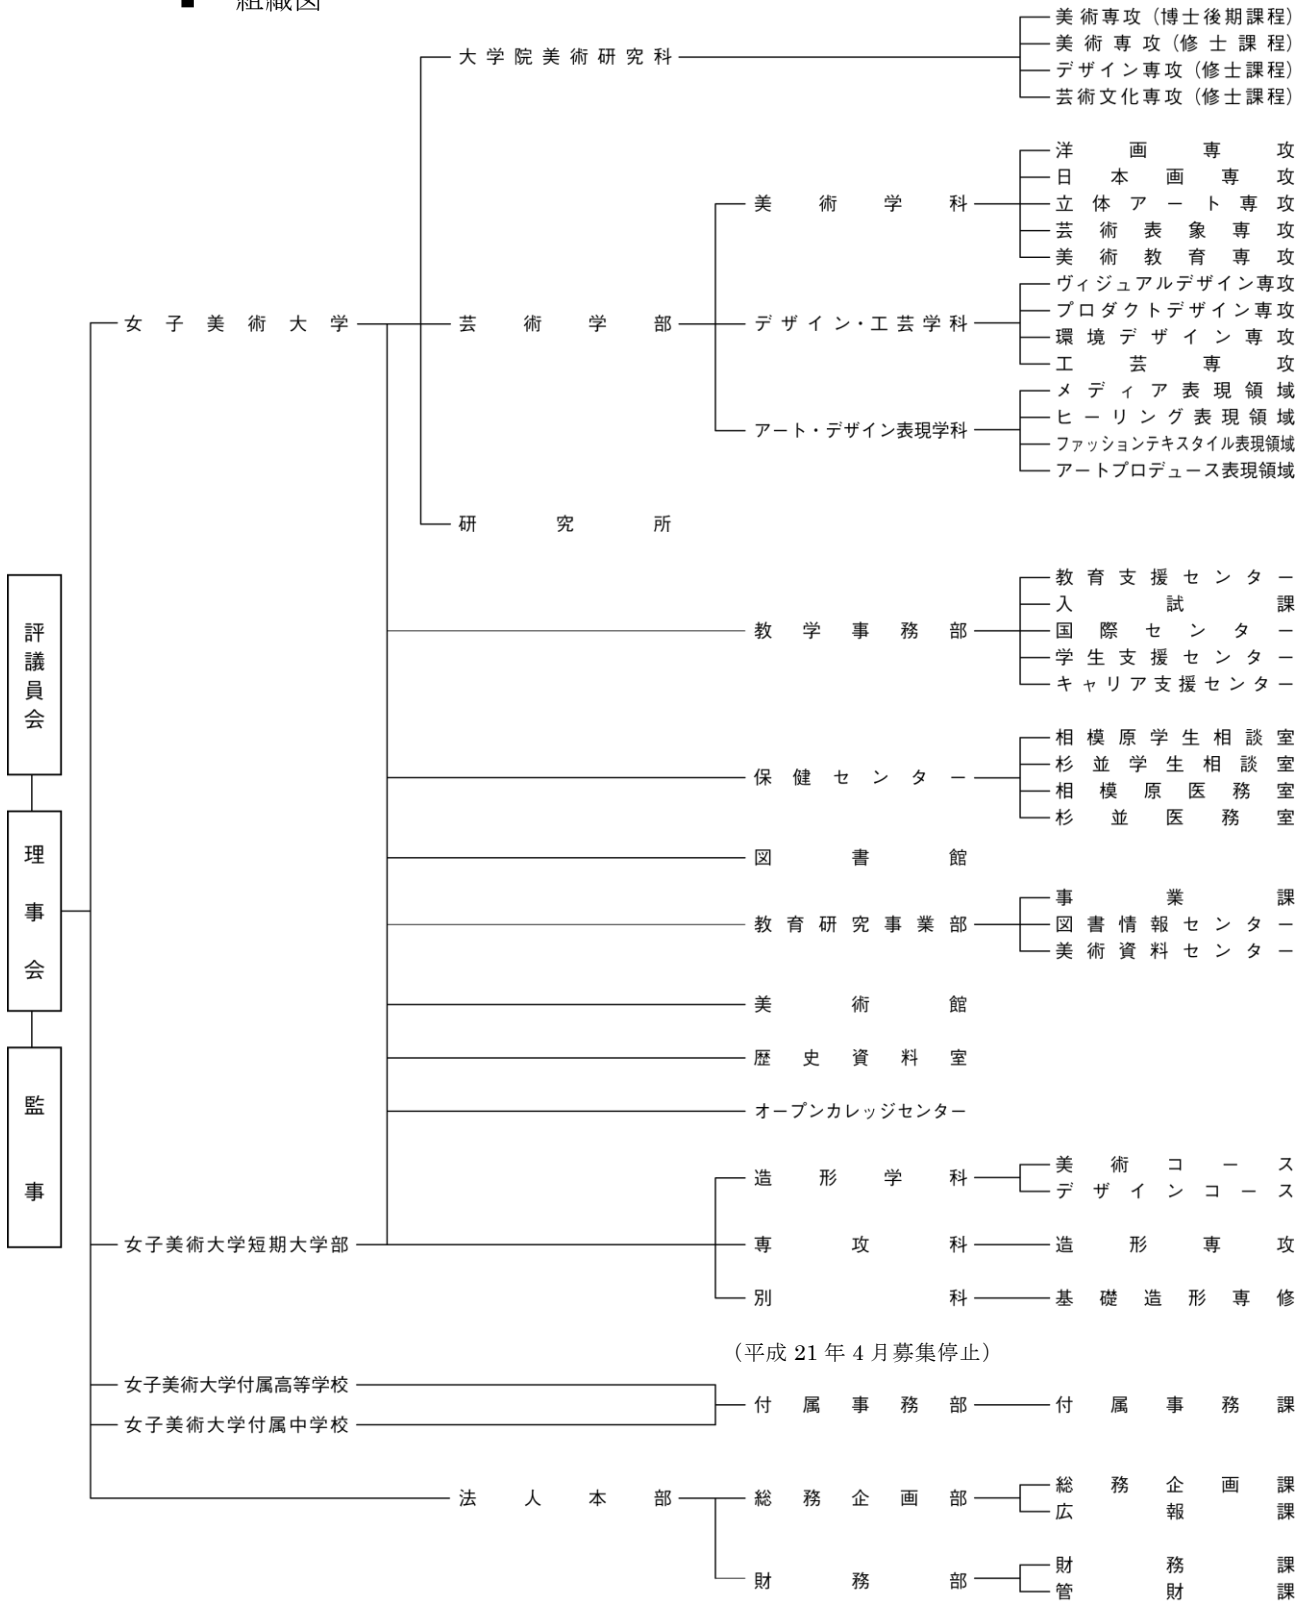 ■ 組織図
美術専攻（博士後期課程）
美術専攻（修士課程）
大学院美術研究科
デザイン専攻（修士課程）
芸術文化専攻（修士課程）
洋画専攻
日本画専攻
美術学科
立体アート専攻
芸術表象専攻
美術教育専攻
ヴィジュアルデザイン専攻
プロダクトデザイン専攻
女子美術大学
芸術学部
デザイン・工芸学科
環境デザイン専攻
工芸専攻
メディア表現領域
ヒーリング表現領域
アート・デザイン表現学科
ファッションテキスタイル表現領域
アートプロデュース表現領域
研究所
教育支援センター
入試課
教学事務部
国際センター
学生支援センター
キャリア支援センター
評議員会
相模原学生相談室
杉並学生相談室
保健センター
相模原医務室
杉並医務室
図書館
理事会
事業課
教育研究事業部
図書情報センター
美術資料センター
美術館
歴史資料室
オープンカレッジセンター
監事
造形学科
美術コース
デザインコース
女子美術大学短期大学部
専攻科
造形専攻
別科
基礎造形専修
（平成 21 年 4 月募集停止）
女子美術大学付属高等学校
女子美術大学付属中学校
付属事務部
付属事務課
法人本部
総務企画部
総務企画課
広報課
財務部
財務課
管財課